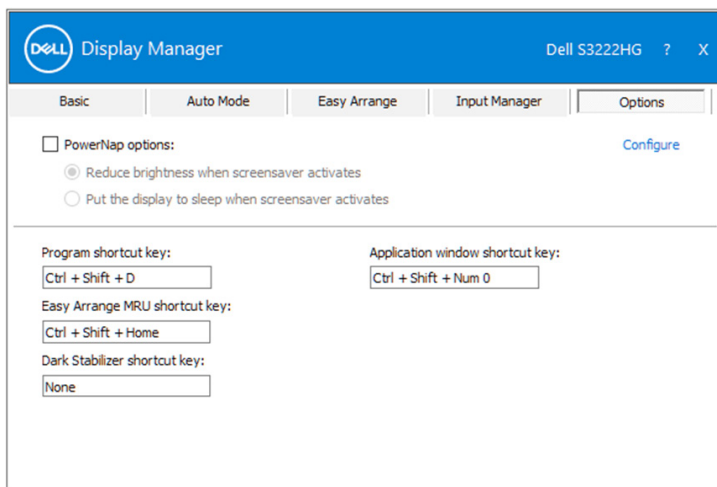 DELL Display Manager Dell S3222HG ? X
Basic Auto Mode Easy Arrange Input Manager Options
PowerNap options: Configure
Reduce brightness when screensaver activates
Put the display to sleep when screensaver activates
Program shortcut key: Application window shortcut key:
Ctrl + Shift + D Ctrl + Shift + Num 0
Easy Arrange MRU shortcut key:
Ctrl + Shift + Home
Dark Stabilizer shortcut key:
None